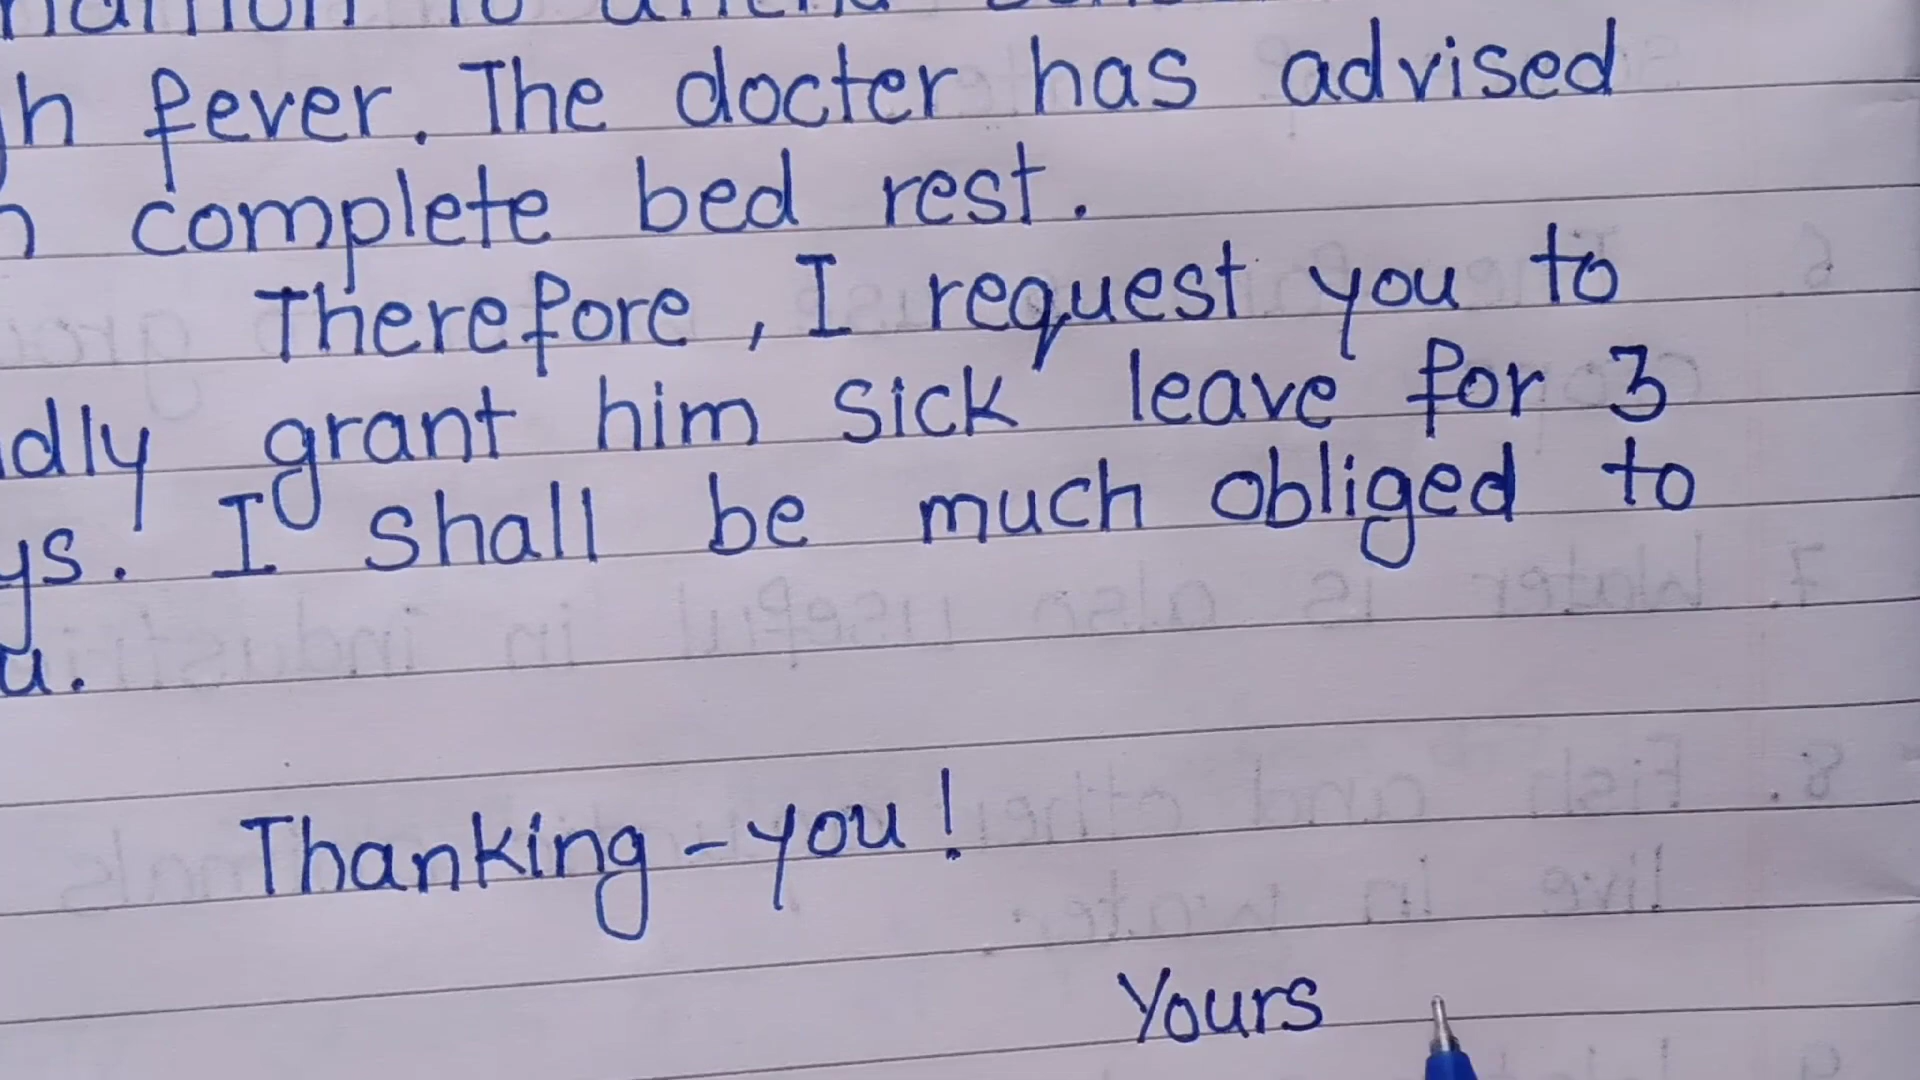 h fever. The docter has advised
complete bed rest.
Therefore, I request you to
dly grant him sick leave for 3
ys. I shall be much obliged to
u.
Thanking-you!
Yours